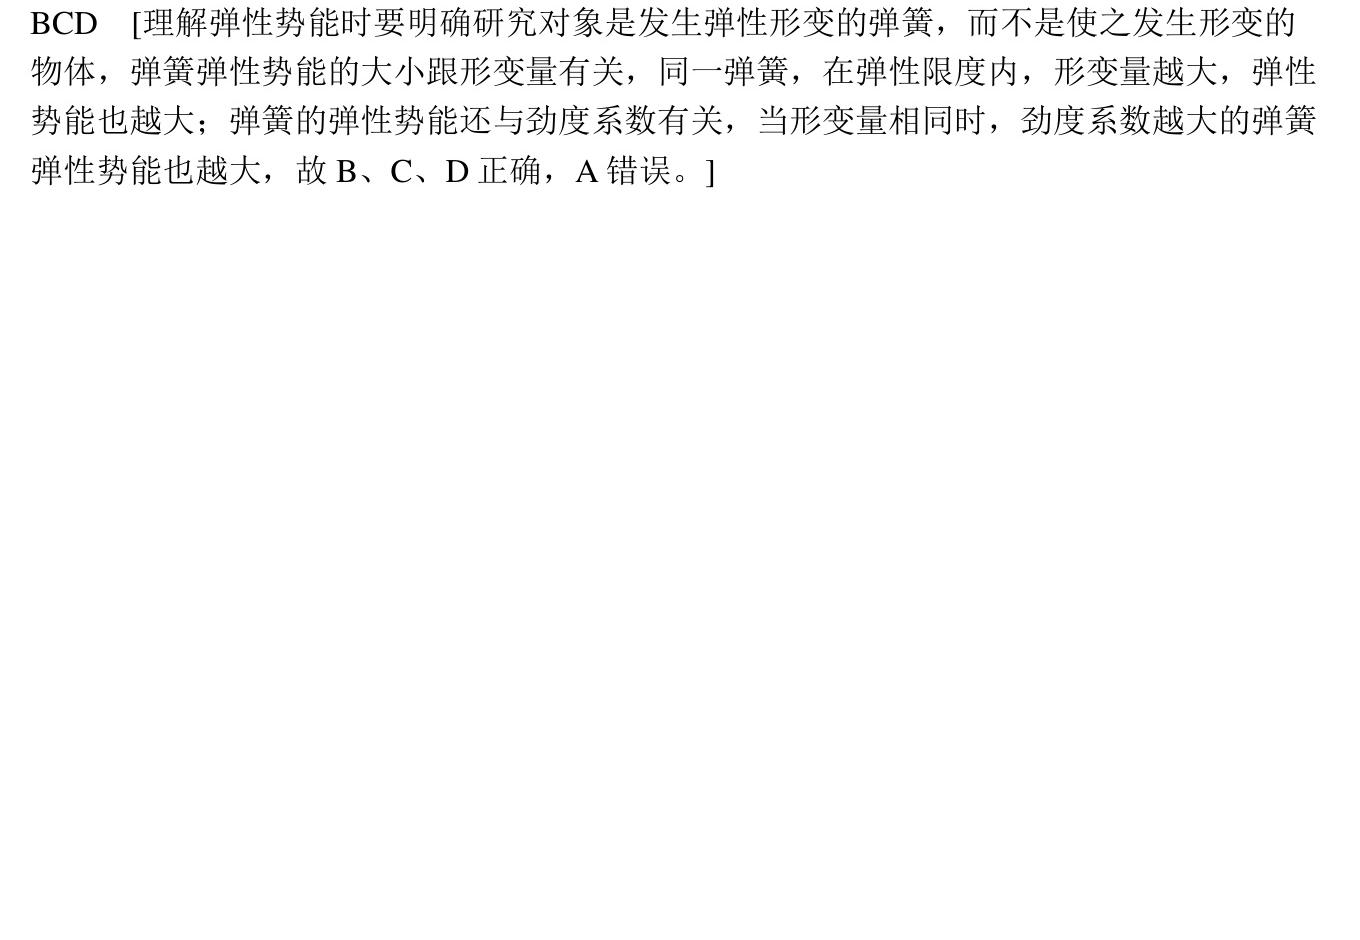 BCD　[理解弹性势能时要明确研究对象是发生弹性形变的弹簧，而不是使之发生形变的
物体，弹簧弹性势能的大小跟形变量有关，同一弹簧，在弹性限度内，形变量越大，弹性
势能也越大；弹簧的弹性势能还与劲度系数有关，当形变量相同时，劲度系数越大的弹簧
弹性势能也越大，故 B、C、D 正确，A 错误。]